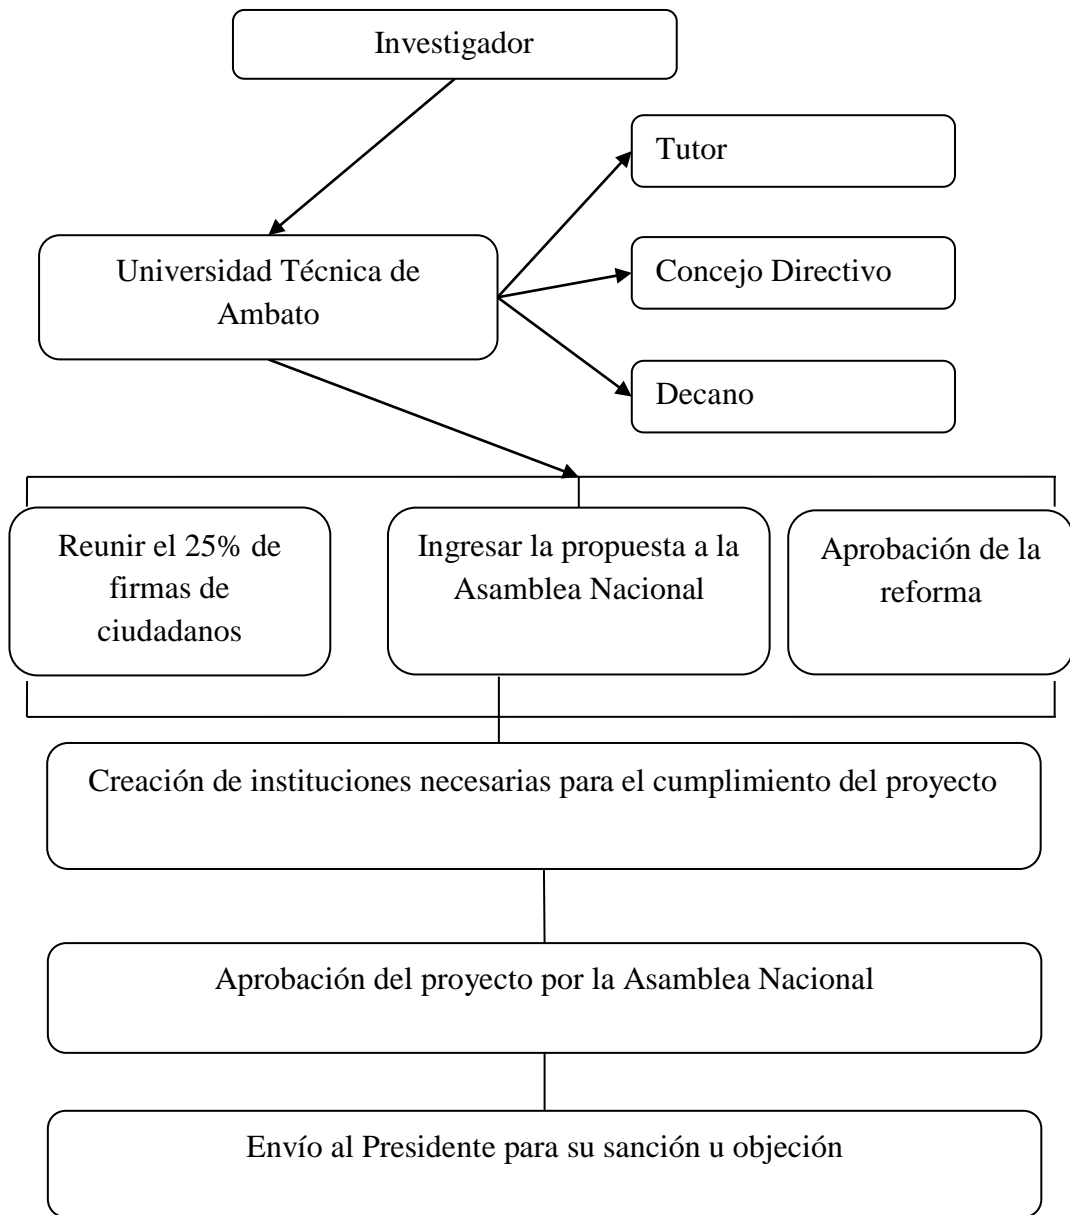 Investigador
Tutor
Universidad Técnica de
Ambato
Concejo Directivo
Decano
Reunir el 25% de
firmas de
ciudadanos
Ingresar la propuesta a la
Asamblea Nacional
Aprobación de la
reforma
Creación de instituciones necesarias para el cumplimiento del proyecto
Aprobación del proyecto por la Asamblea Nacional
Envío al Presidente para su sanción u objeción